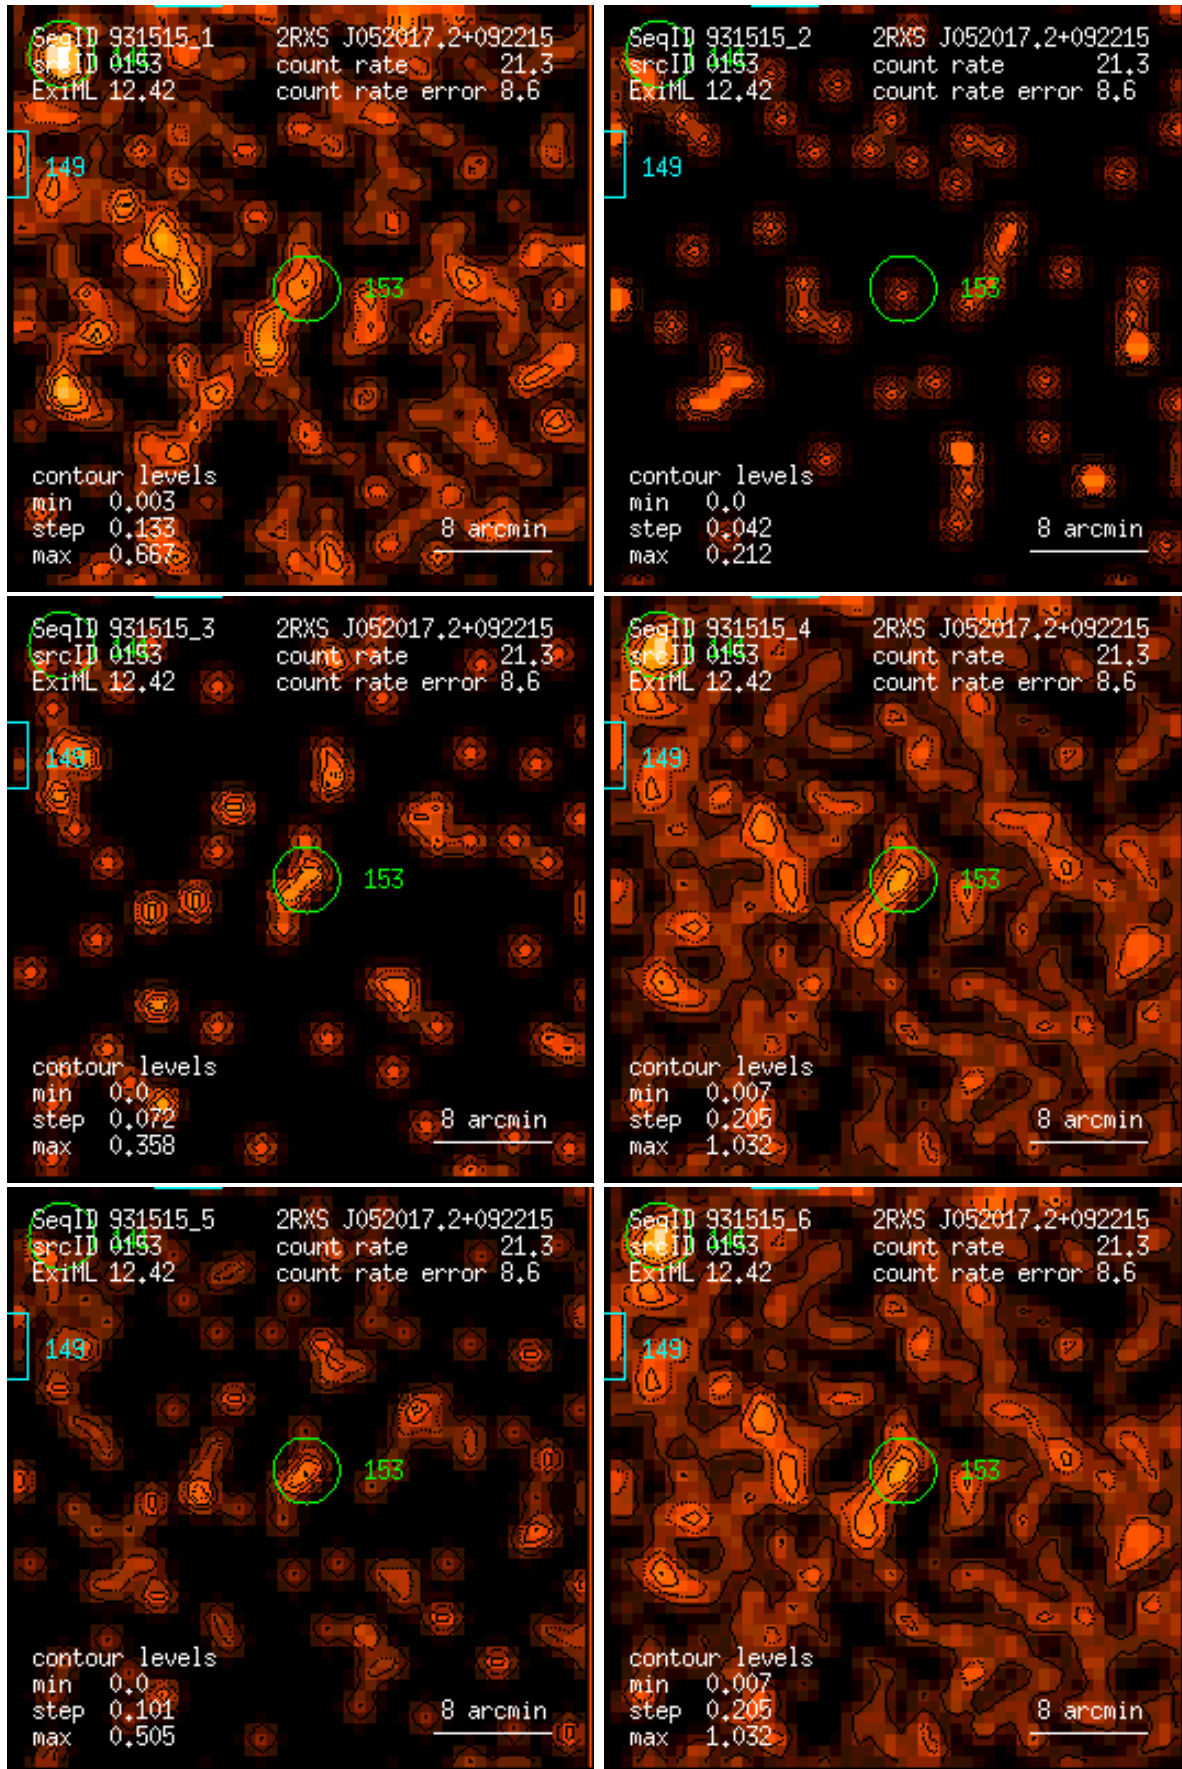 SeqID 931515_1 2RXS J052017.2+092215
srcID 0153 count rate 21.3
ExiML 12.42 count rate error 8.6
149
153
contour levels
min 0.003
step 0.133
max 0.667
8 arcmin
SeqID 931515_2 2RXS J052017.2+092215
srcID 0153 count rate 21.3
ExiML 12.42 count rate error 8.6
149
153
contour levels
min 0.0
step 0.042
max 0.212
8 arcmin
SeqID 931515_3 2RXS J052017.2+092215
srcID 0153 count rate 21.3
ExiML 12.42 count rate error 8.6
149
153
contour levels
min 0.0
step 0.072
max 0.358
8 arcmin
SeqID 931515_4 2RXS J052017.2+092215
srcID 0153 count rate 21.3
ExiML 12.42 count rate error 8.6
149
153
contour levels
min 0.007
step 0.205
max 1.032
8 arcmin
SeqID 931515_5 2RXS J052017.2+092215
srcID 0153 count rate 21.3
ExiML 12.42 count rate error 8.6
149
153
contour levels
min 0.0
step 0.101
max 0.505
8 arcmin
SeqID 931515_6 2RXS J052017.2+092215
srcID 0153 count rate 21.3
ExiML 12.42 count rate error 8.6
149
153
contour levels
min 0.007
step 0.205
max 1.032
8 arcmin